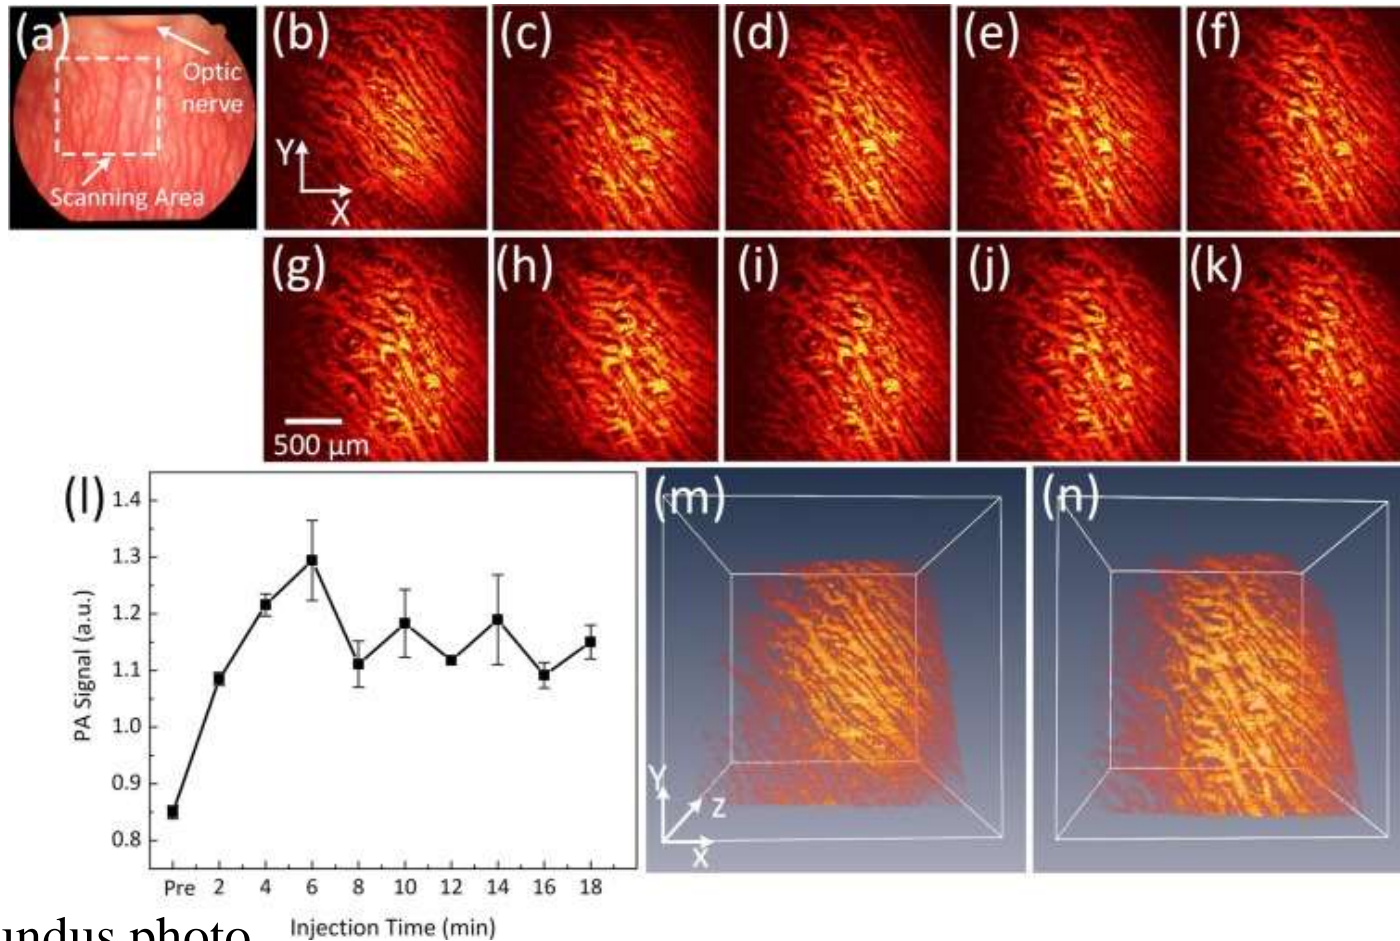 (a)
Optic
nerve
Scanning Area
(b)
Y
X
(c)
(d)
(e)
(f)
(g)
500 µm
(h)
(i)
(j)
(k)
(l)
1.4
1.3
1.2
1.1
1.0
0.9
0.8
PA Signal (a.u.)
Pre 2 4 6 8 10 12 14 16 18
Injection Time (min)
(m)
Y
Z
X
(n)
photo